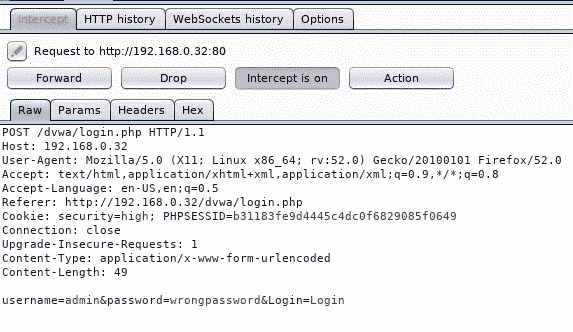 Intercept HTTP history WebSockets history Options
Request to http://192.168.0.32:80
Forward Drop Intercept is on Action
Raw Params Headers Hex
POST /dvwa/login.php HTTP/1.1
Host: 192.168.0.32
User-Agent: Mozilla/5.0 (X11; Linux x86_64; rv:52.0) Gecko/20100101 Firefox/52.0
Accept: text/html,application/xhtml+xml,application/xml;q=0.9,*/*;q=0.8
Accept-Language: en-US,en;q=0.5
Referer: http://192.168.0.32/dvwa/login.php
Cookie: security=high; PHPSESSID=b31183fe9d4445c4dc0f6829085f0649
Connection: close
Upgrade-Insecure-Requests: 1
Content-Type: application/x-www-form-urlencoded
Content-Length: 49
username=admin&password=wrongpassword&Login=Login